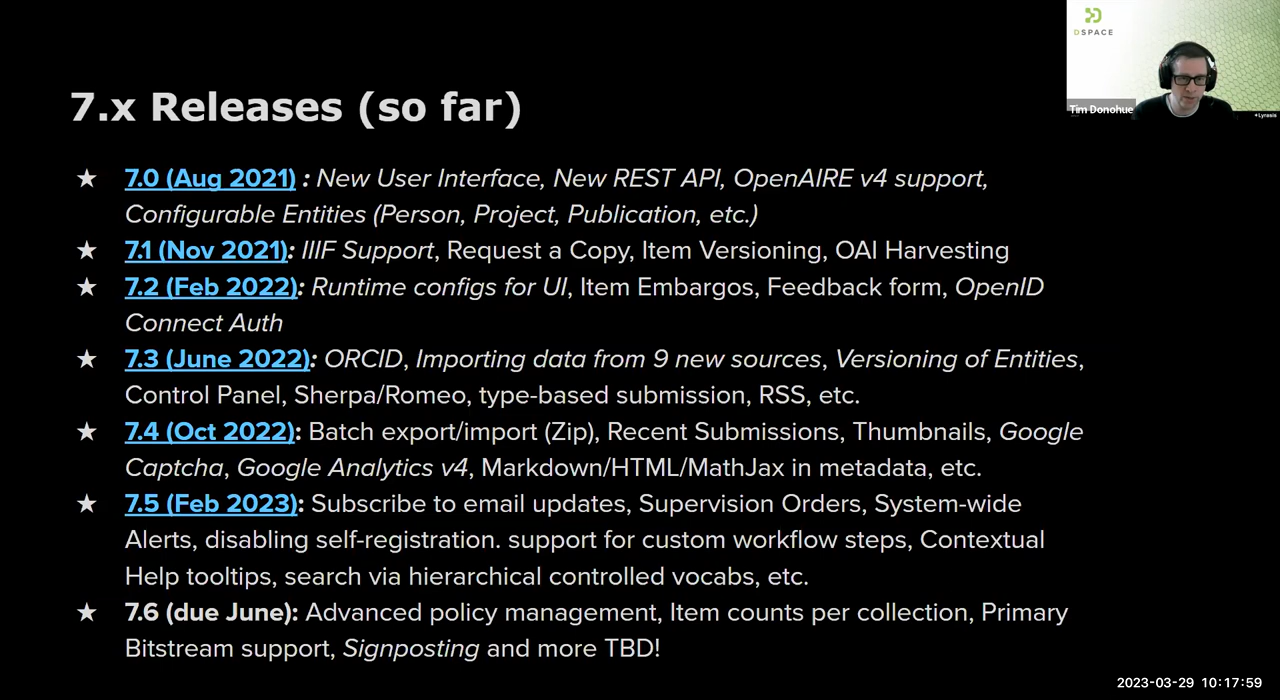 DSPACE
Tim Donohue
Lyrasis
7.x Releases (so far)
★ 7.0 (Aug 2021) : New User Interface, New REST API, OpenAIRE v4 support,
Configurable Entities (Person, Project, Publication, etc.)
★ 7.1 (Nov 2021): IIIF Support, Request a Copy, Item Versioning, OAI Harvesting
★ 7.2 (Feb 2022): Runtime configs for UI, Item Embargos, Feedback form, OpenID
Connect Auth
★ 7.3 (June 2022): ORCID, Importing data from 9 new sources, Versioning of Entities,
Control Panel, Sherpa/Romeo, type-based submission, RSS, etc.
★ 7.4 (Oct 2022): Batch export/import (Zip), Recent Submissions, Thumbnails, Google
Captcha, Google Analytics v4, Markdown/HTML/MathJax in metadata, etc.
★ 7.5 (Feb 2023): Subscribe to email updates, Supervision Orders, System-wide
Alerts, disabling self-registration. support for custom workflow steps, Contextual
Help tooltips, search via hierarchical controlled vocabs, etc.
★ 7.6 (due June): Advanced policy management, Item counts per collection, Primary
Bitstream support, Signposting and more TBD!
2023-03-29 10:17:59